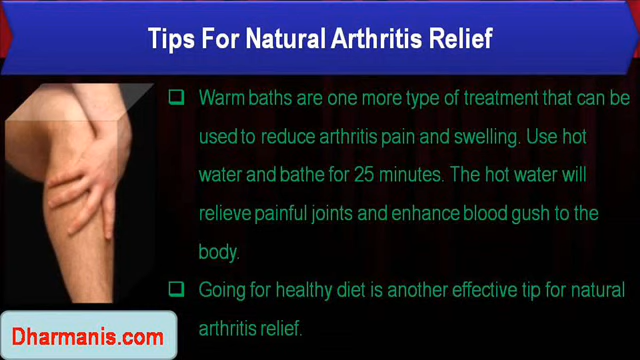 Tips For Natural Arthritis Relief
Warm baths are one more type of treatment that can be
used to reduce arthritis pain and swelling. Use hot
water and bathe for 25 minutes. The hot water will
relieve painful joints and enhance blood gush to the
body.
Going for healthy diet is another effective tip for natural
arthritis relief.
Dharmanis.com